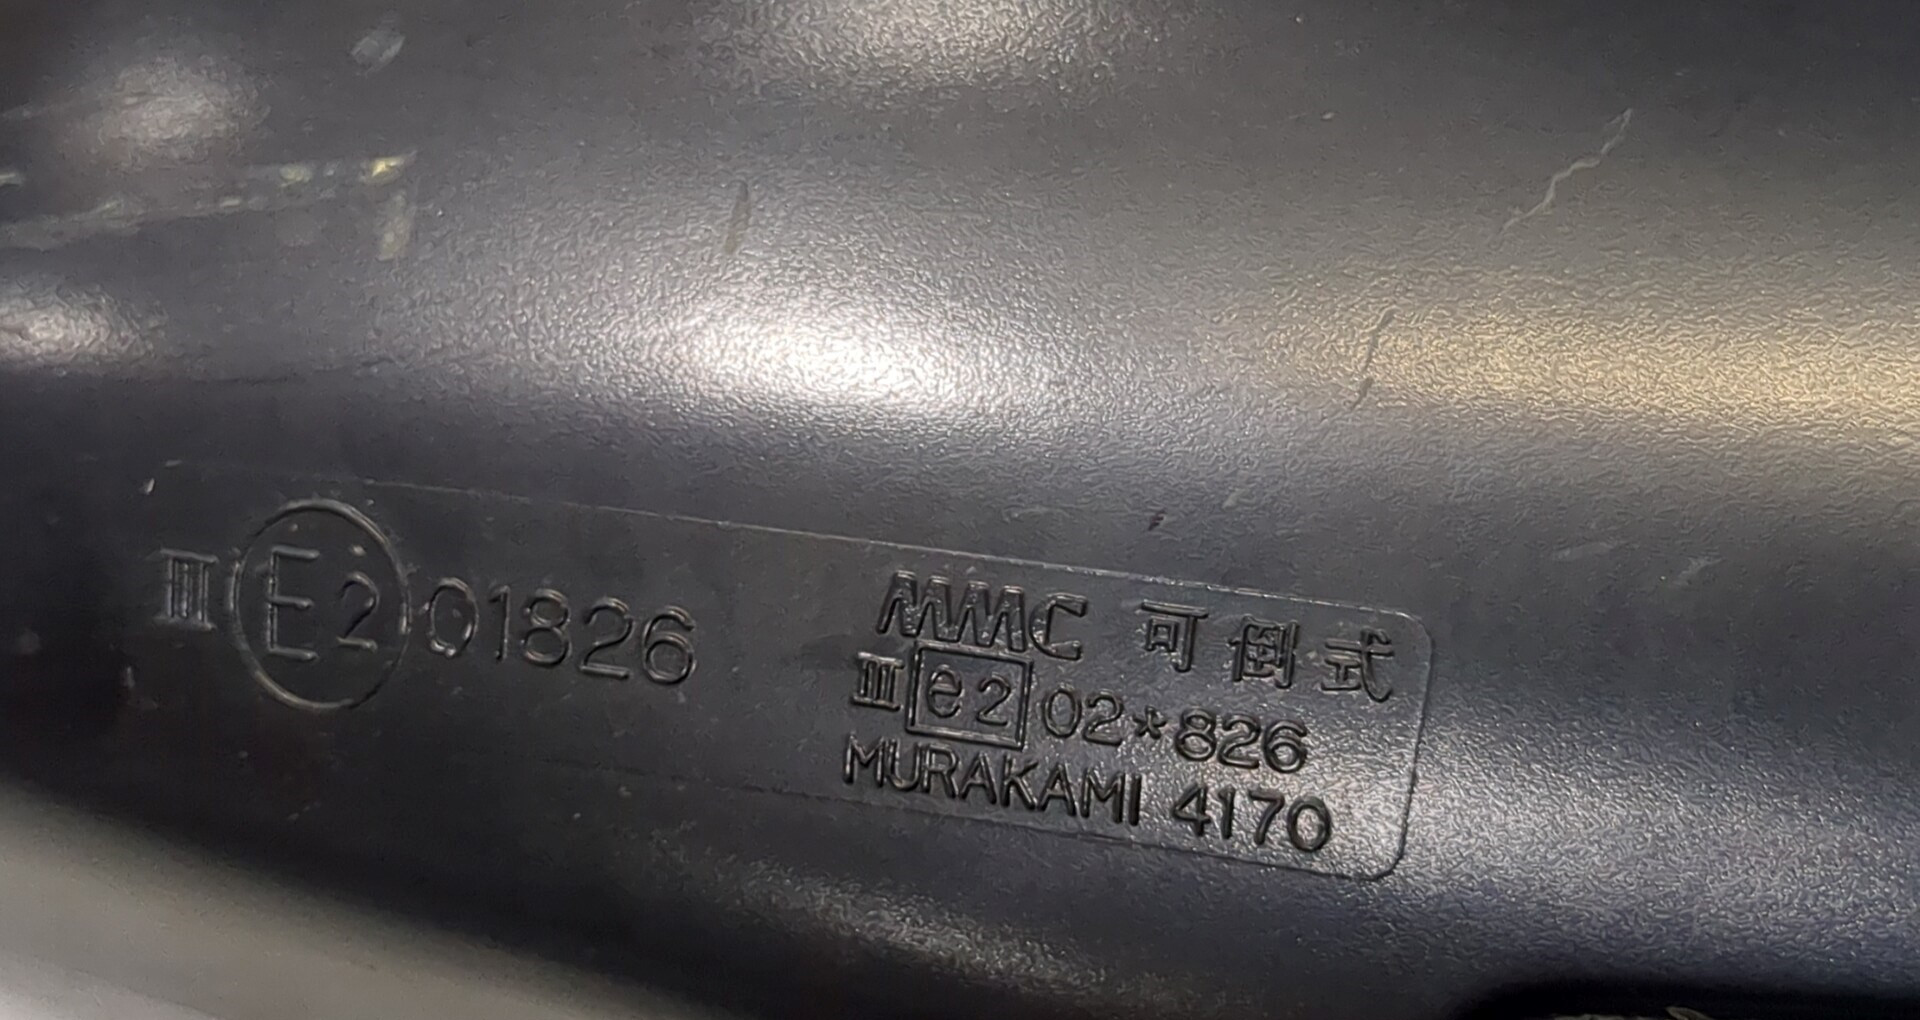 III E2 01826
MMC 可倒式
III e2 02*826
MURAKAMI 4170